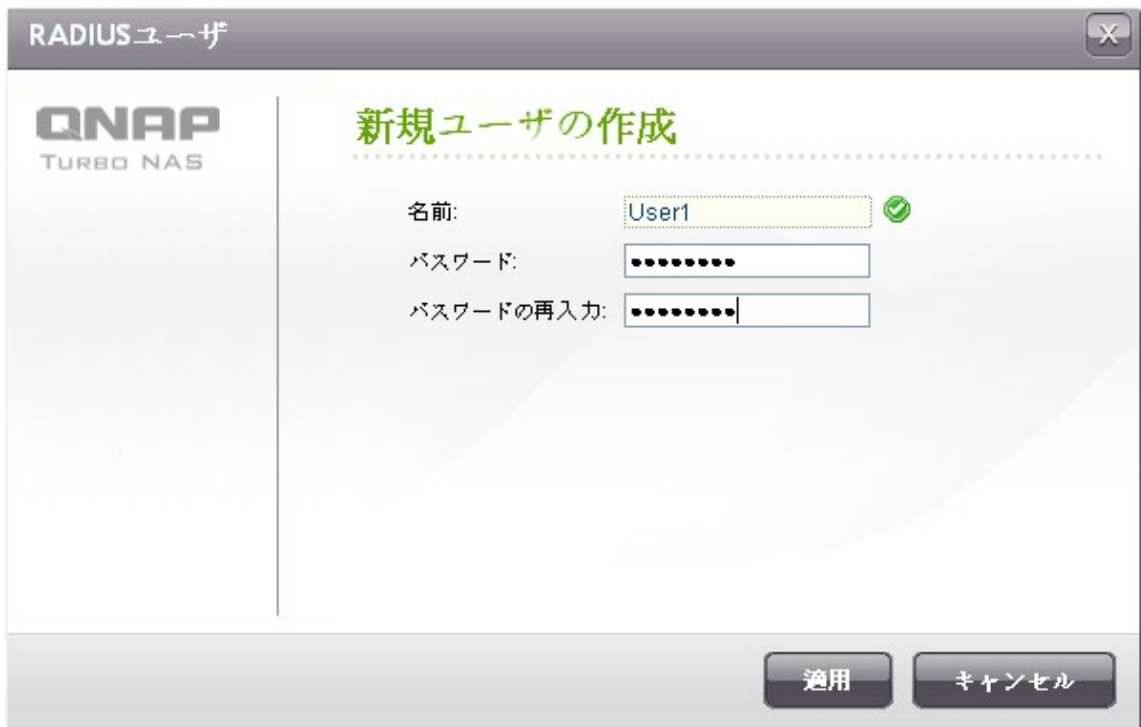 RADIUSユーザ
X
QNAP
TURBO NAS
新規ユーザの作成
名前: User1
パスワード: ••••••••
パスワードの再入力: ••••••••
適用 キャンセル